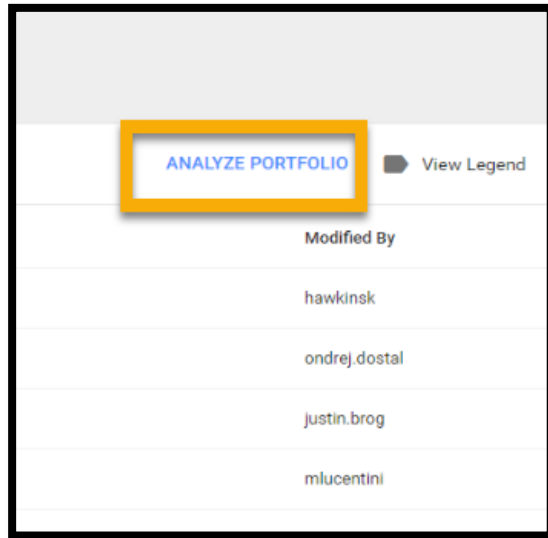 ANALYZE PORTFOLIO View Legend
Modified By
hawkinsk
ondrej.dostal
justin.brog
mlucentini